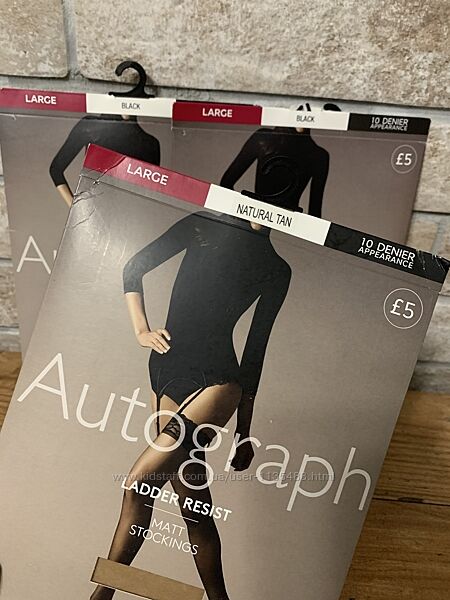 LARGE
BLACK
LARGE
BLACK
10 DENIER
APPEARANCE
£5
LARGE
NATURAL TAN
10 DENIER
APPEARANCE
£5
Autograph
LADDER RESIST
MATT
STOCKINGS